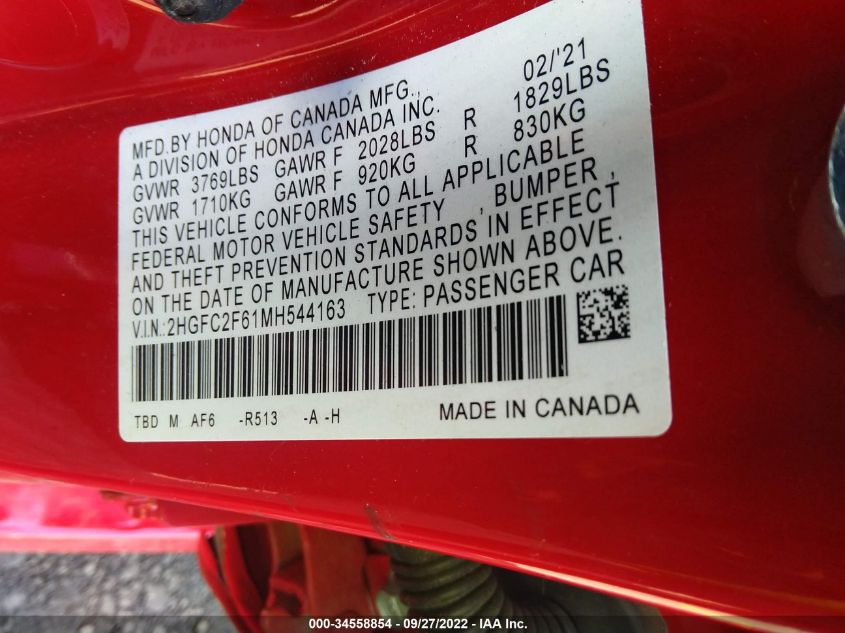 MFD.BY HONDA OF CANADA MFG., 02/'21
A DIVISION OF HONDA CANADA INC.
GVWR 3769LBS GAWR F 2028LBS R 1829LBS
GVWR 1710KG GAWR F 920KG R 830KG
THIS VEHICLE CONFORMS TO ALL APPLICABLE
FEDERAL MOTOR VEHICLE SAFETY , BUMPER ,
AND THEFT PREVENTION STANDARDS IN EFFECT
ON THE DATE OF MANUFACTURE SHOWN ABOVE.
V.I.N.:2HGFC2F61MH544163 TYPE: PASSENGER CAR
TBD M AF6 -R513 -A -H MADE IN CANADA
000-34558854 - 09/27/2022 - IAA Inc.